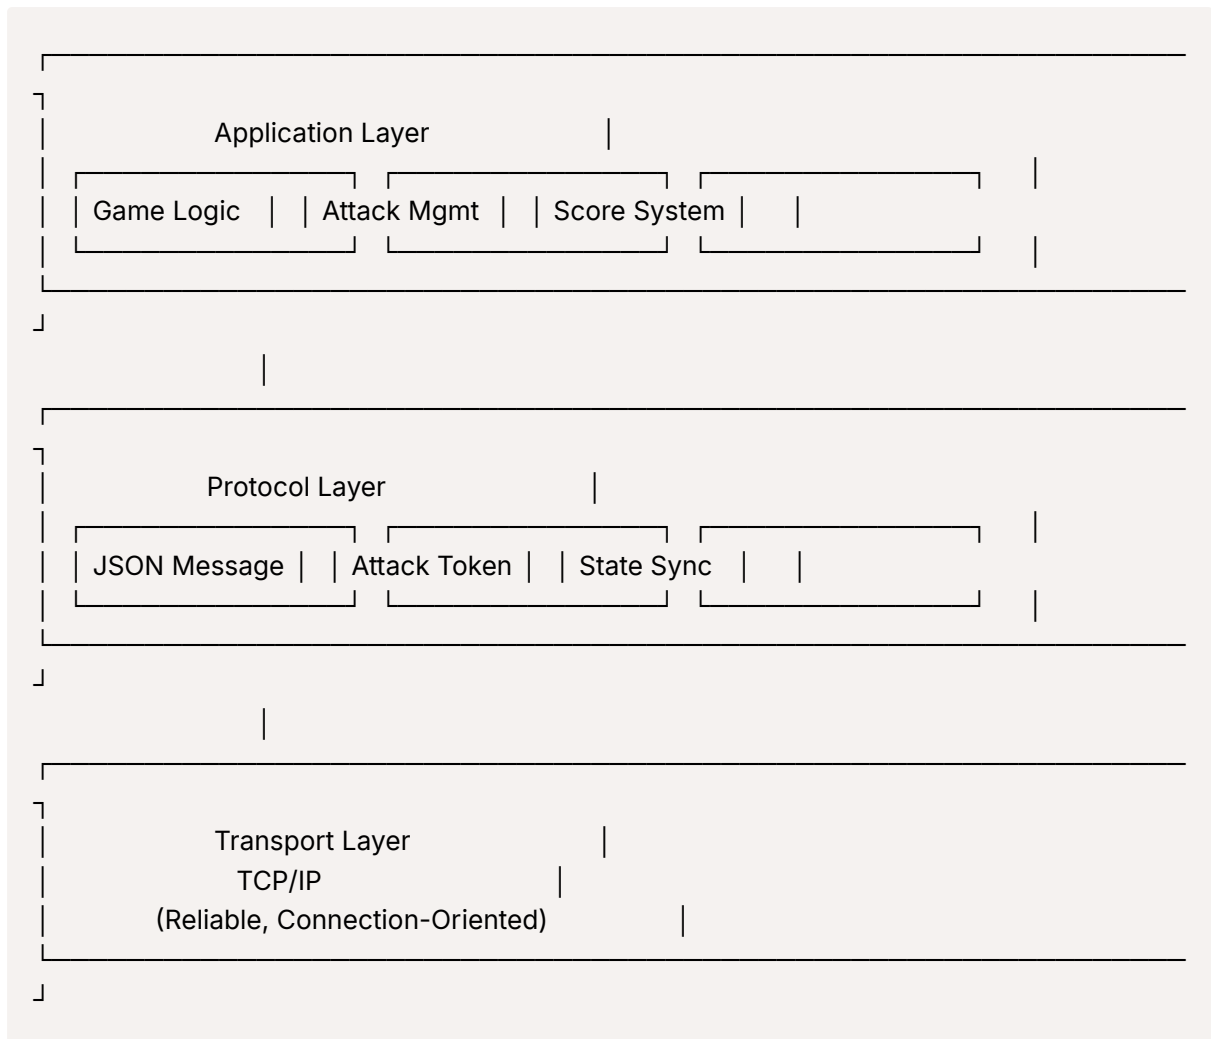 ┌─────────────────────────────────────────────────────────────
┐
│ Application Layer │
│ ┌───────────────┐ ┌───────────────┐ ┌───────────────┐ │
│ │ Game Logic │ │ Attack Mgmt │ │ Score System │ │
│ └───────────────┘ └───────────────┘ └───────────────┘ │
└─────────────────────────────────────────────────────────────
┘
│
┌─────────────────────────────────────────────────────────────
┐
│ Protocol Layer │
│ ┌───────────────┐ ┌───────────────┐ ┌───────────────┐ │
│ │ JSON Message │ │ Attack Token │ │ State Sync │ │
│ └───────────────┘ └───────────────┘ └───────────────┘ │
└─────────────────────────────────────────────────────────────
┘
│
┌─────────────────────────────────────────────────────────────
┐
│ Transport Layer │
│ TCP/IP │
│ (Reliable, Connection-Oriented) │
└─────────────────────────────────────────────────────────────
┘